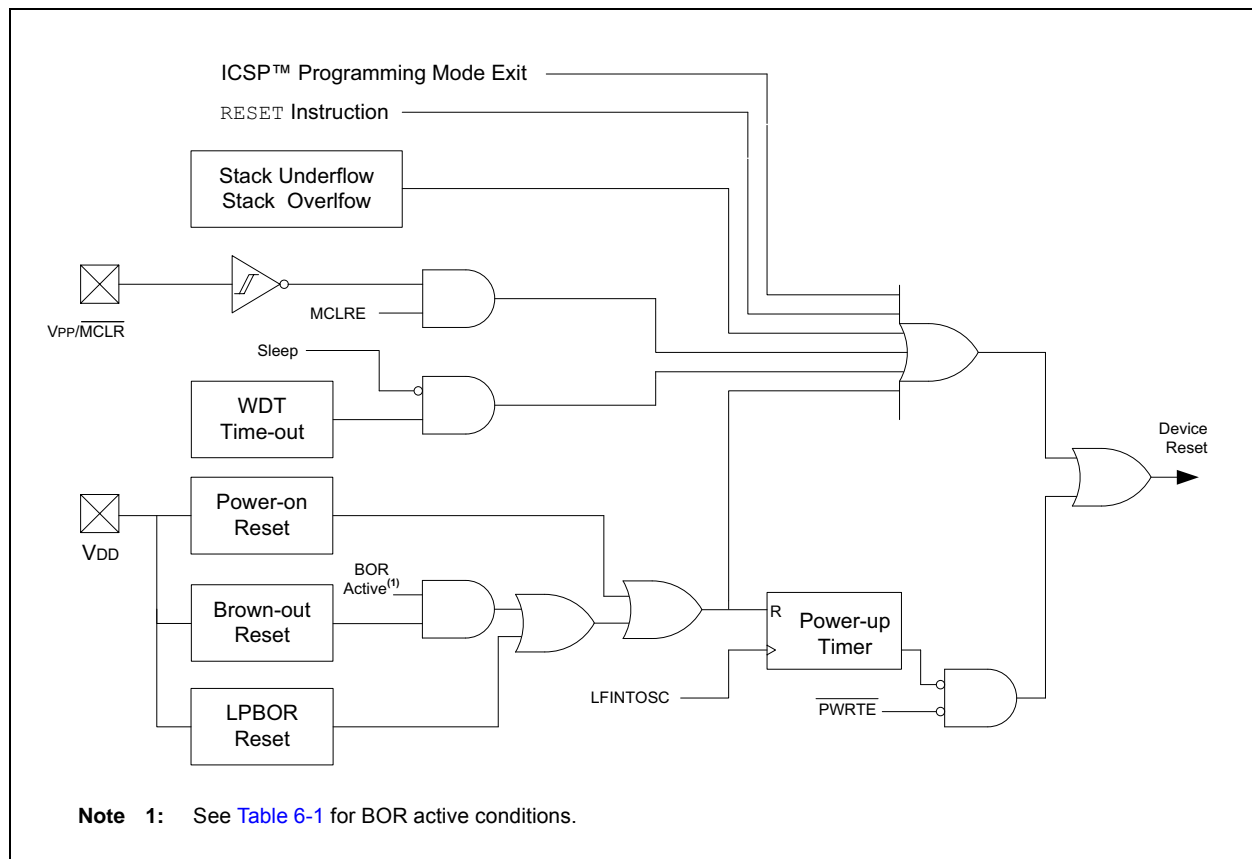 ICSP™ Programming Mode Exit
RESET Instruction
Stack Underflow
Stack Overlfow
VPP/MCLR
MCLRE
Sleep
WDT
Time-out
Device
Reset
VDD
Power-on
Reset
BOR
Active(1)
Brown-out
Reset
R
Power-up
Timer
LFINTOSC
PWRTE
LPBOR
Reset
Note 1: See Table 6-1 for BOR active conditions.